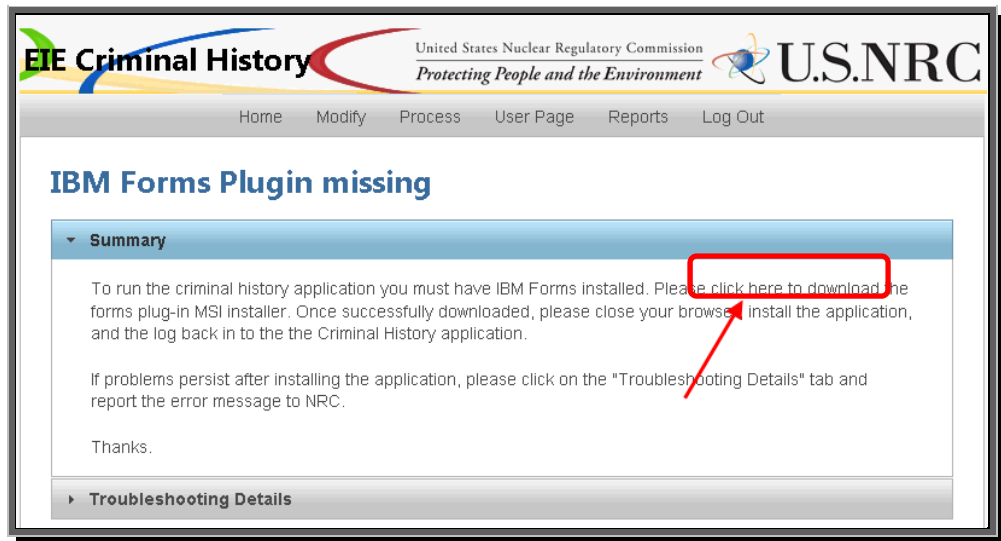 EIE Criminal History
United States Nuclear Regulatory Commission
Protecting People and the Environment
U.S.NRC
Home Modify Process User Page Reports Log Out
IBM Forms Plugin missing
Summary
To run the criminal history application you must have IBM Forms installed. Please click here to download the
forms plug-in MSI installer. Once successfully downloaded, please close your browser, install the application,
and the log back in to the the Criminal History application.
If problems persist after installing the application, please click on the "Troubleshooting Details" tab and
report the error message to NRC.
Thanks.
Troubleshooting Details